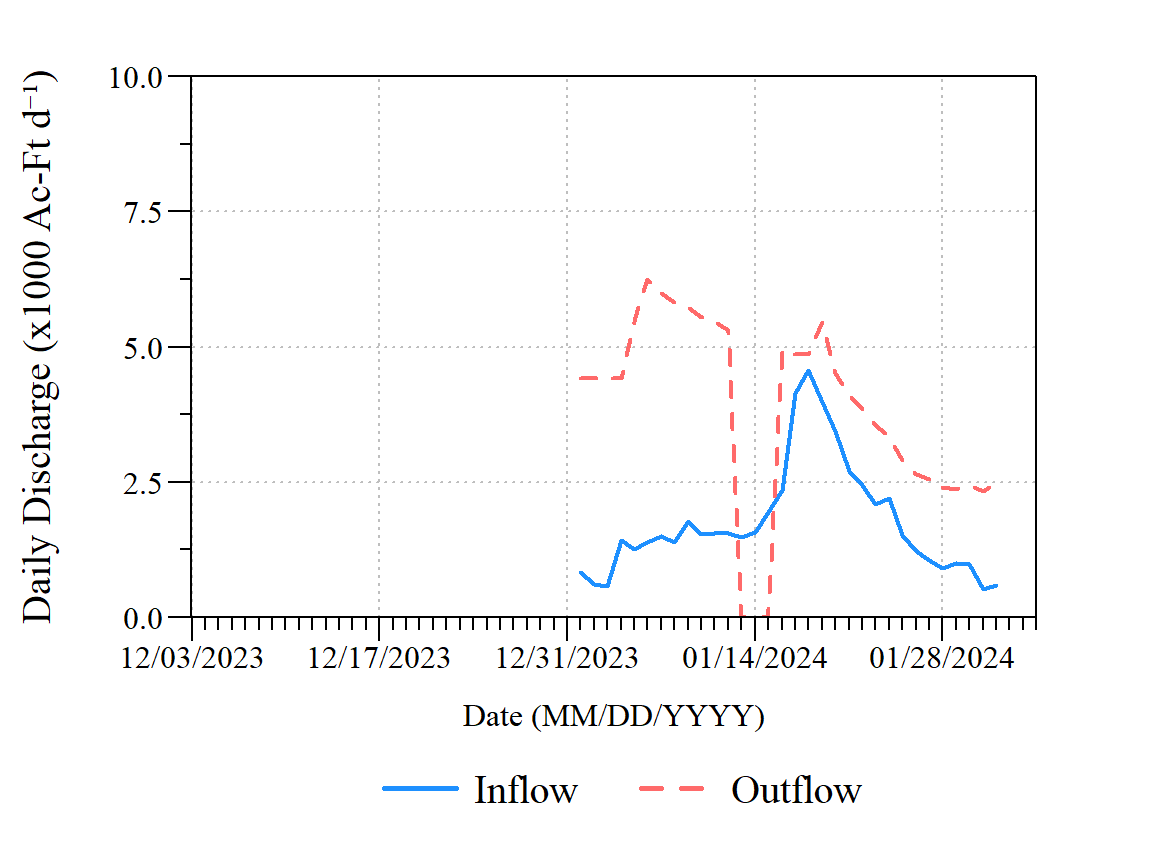 Daily Discharge (x1000 Ac-Ft d⁻¹)
10.0
7.5
5.0
2.5
0.0
12/03/2023 12/17/2023 12/31/2023 01/14/2024 01/28/2024
Date (MM/DD/YYYY)
Inflow Outflow